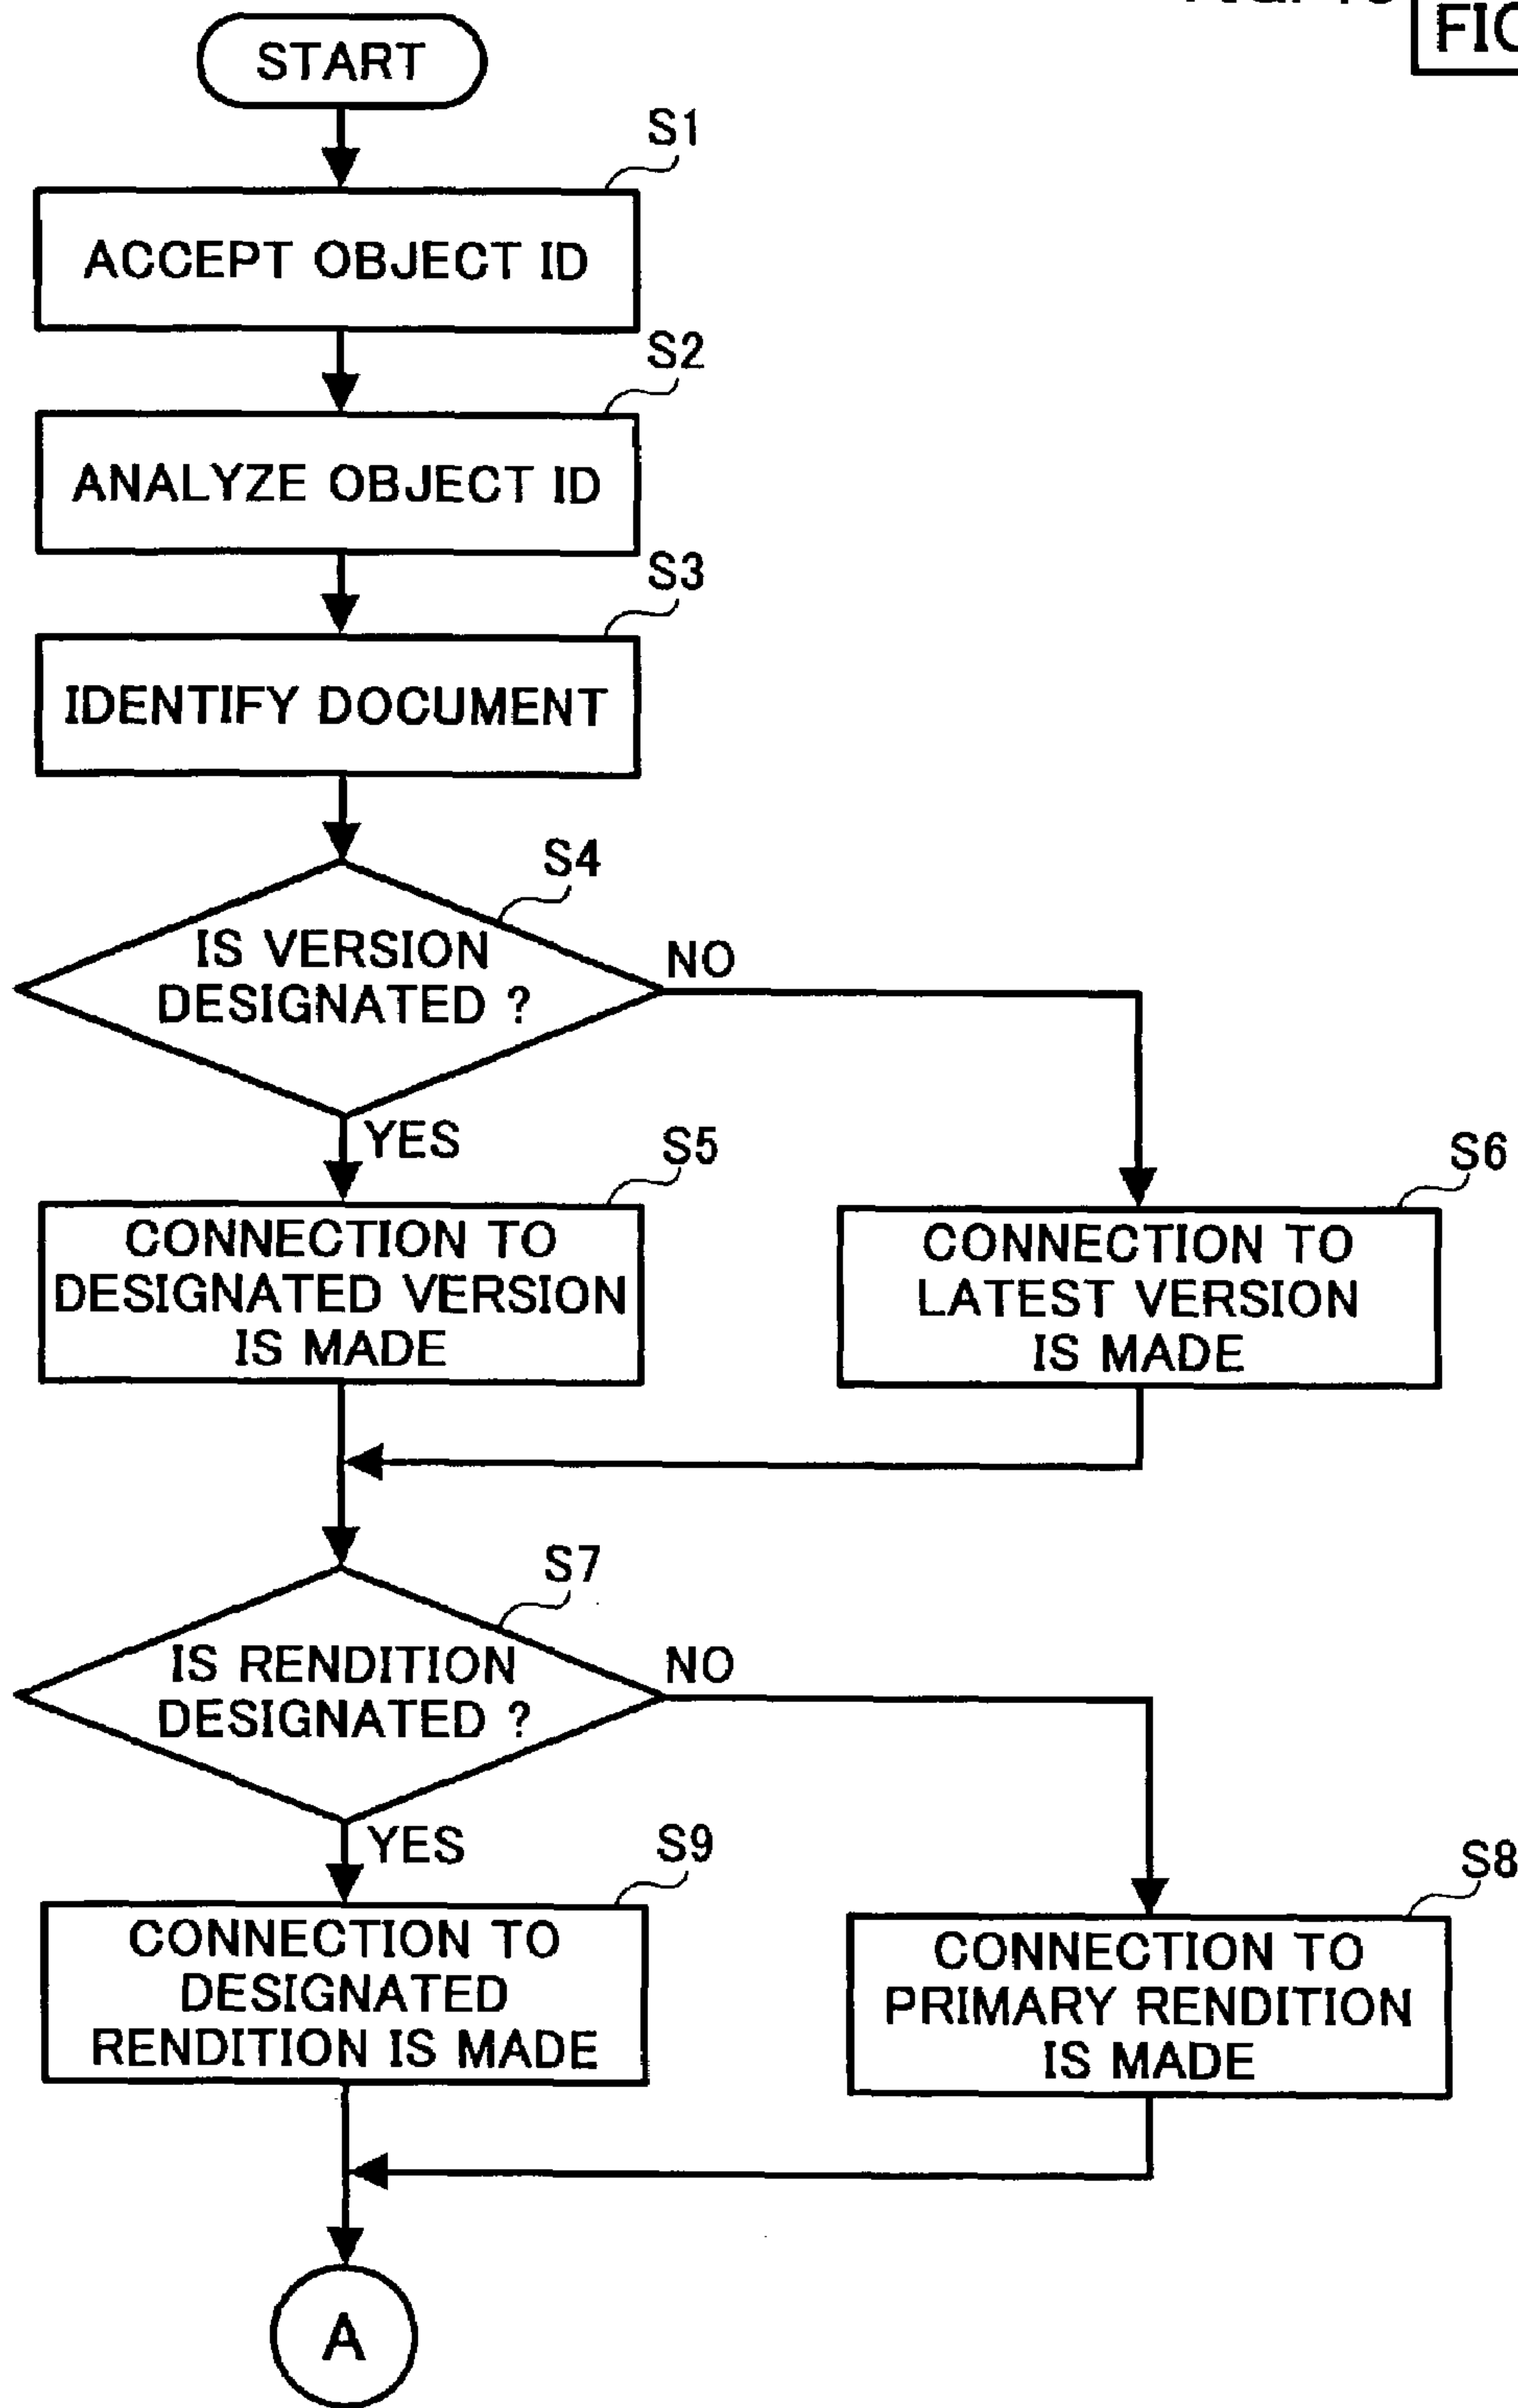 START
S1
ACCEPT OBJECT ID
S2
ANALYZE OBJECT ID
S3
IDENTIFY DOCUMENT
S4
IS VERSION
DESIGNATED ?
NO
YES
S5
CONNECTION TO
DESIGNATED VERSION
IS MADE
S6
CONNECTION TO
LATEST VERSION
IS MADE
S7
IS RENDITION
DESIGNATED ?
NO
YES
S9
CONNECTION TO
DESIGNATED
RENDITION IS MADE
S8
CONNECTION TO
PRIMARY RENDITION
IS MADE
A